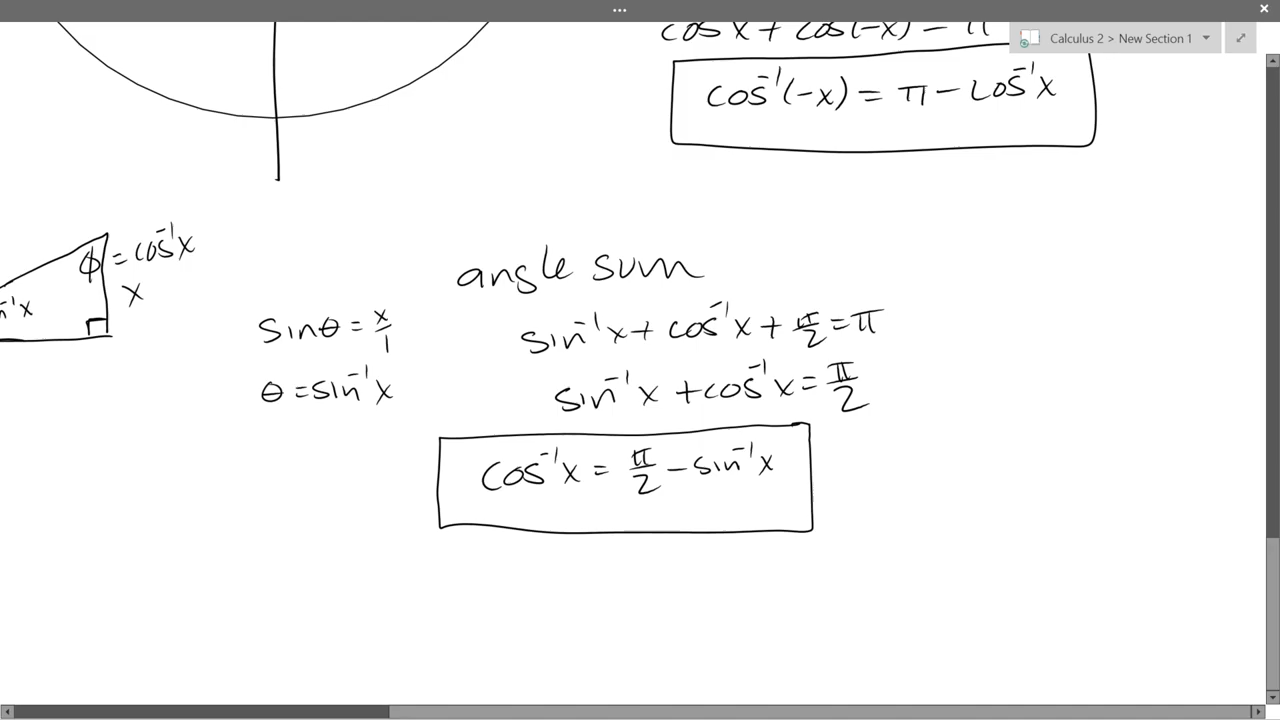 Calculus 2 > New Section 1
cos⁻¹(-x) = π - cos⁻¹x
ϕ = cos⁻¹x
x
angle sum
sinθ = x/1
sin⁻¹x + cos⁻¹x + π/2 = π
θ = sin⁻¹x
sin⁻¹x + cos⁻¹x = π/2
cos⁻¹x = π/2 - sin⁻¹x